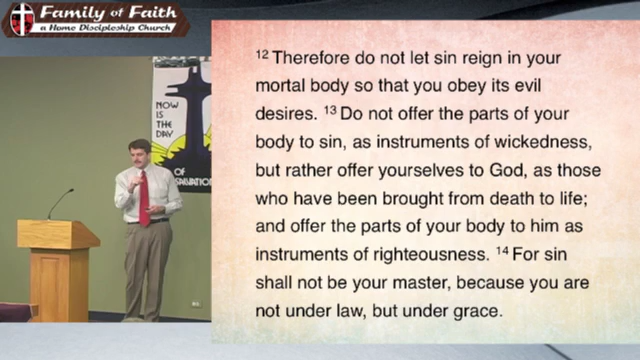 Family of Faith
a Home Discipleship Church
NOW
IS
THE
DAY
OF
SALVATION
12 Therefore do not let sin reign in your
mortal body so that you obey its evil
desires. 13 Do not offer the parts of your
body to sin, as instruments of wickedness,
but rather offer yourselves to God, as those
who have been brought from death to life;
and offer the parts of your body to him as
instruments of righteousness. 14 For sin
shall not be your master, because you are
not under law, but under grace.